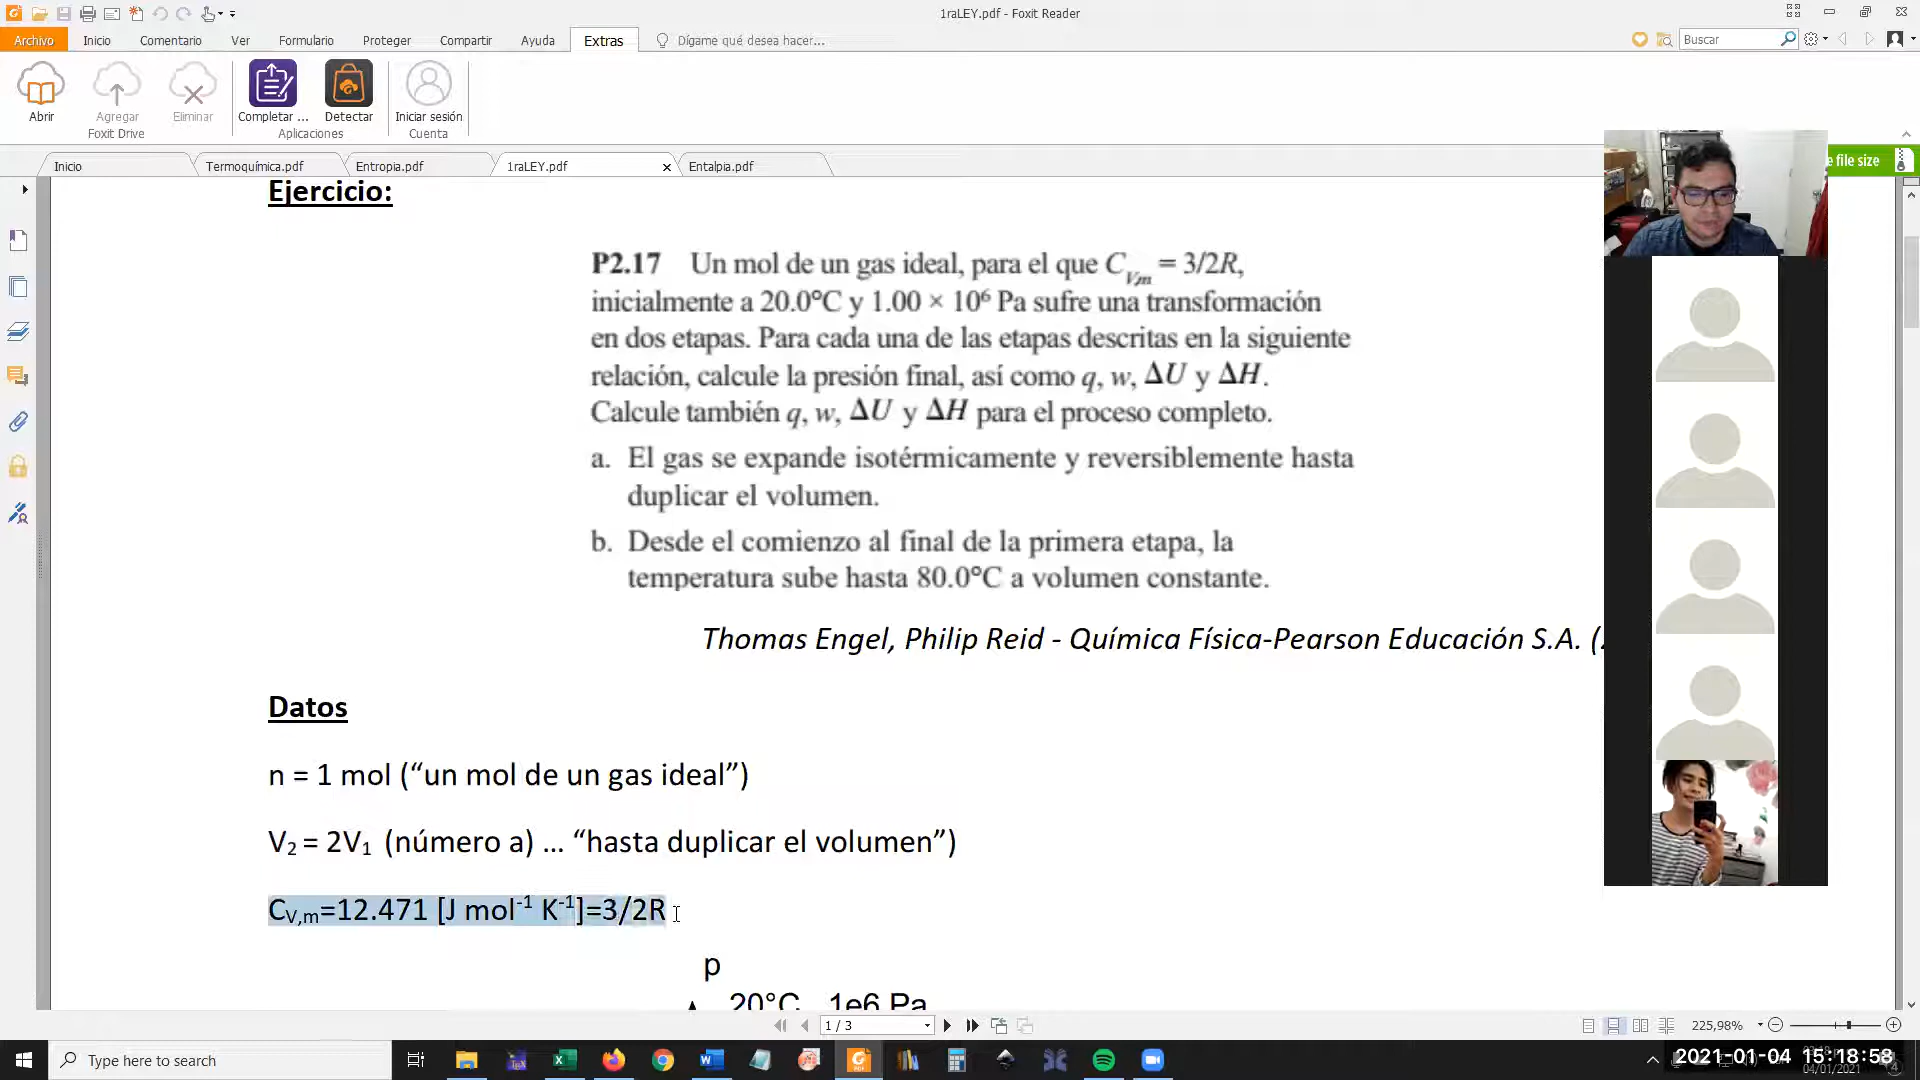 1raLEY.pdf - Foxit Reader
Archivo Inicio Comentario Ver Formulario Proteger Compartir Ayuda Extras Dígame qué desea hacer... Buscar
Abrir Agregar Eliminar Completar ... Detectar Iniciar sesión
Foxit Drive Aplicaciones Cuenta
Inicio Termoquímica.pdf Entropia.pdf 1raLEY.pdf Entalpia.pdf
e file size
Ejercicio:
P2.17 Un mol de un gas ideal, para el que C_V,m = 3/2R,
inicialmente a 20.0°C y 1.00 × 10⁶ Pa sufre una transformación
en dos etapas. Para cada una de las etapas descritas en la siguiente
relación, calcule la presión final, así como q, w, ΔU y ΔH.
Calcule también q, w, ΔU y ΔH para el proceso completo.
a. El gas se expande isotérmicamente y reversiblemente hasta
duplicar el volumen.
b. Desde el comienzo al final de la primera etapa, la
temperatura sube hasta 80.0°C a volumen constante.
Thomas Engel, Philip Reid - Química Física-Pearson Educación S.A. (
Datos
n = 1 mol (“un mol de un gas ideal”)
V₂ = 2V₁ (número a) ... “hasta duplicar el volumen”)
C_V,m=12.471 [J mol⁻¹ K⁻¹]=3/2R
p
20°C 1e6 Pa
1 / 3
225,98%
Type here to search
2021-01-04 15:18:58
04/01/2021